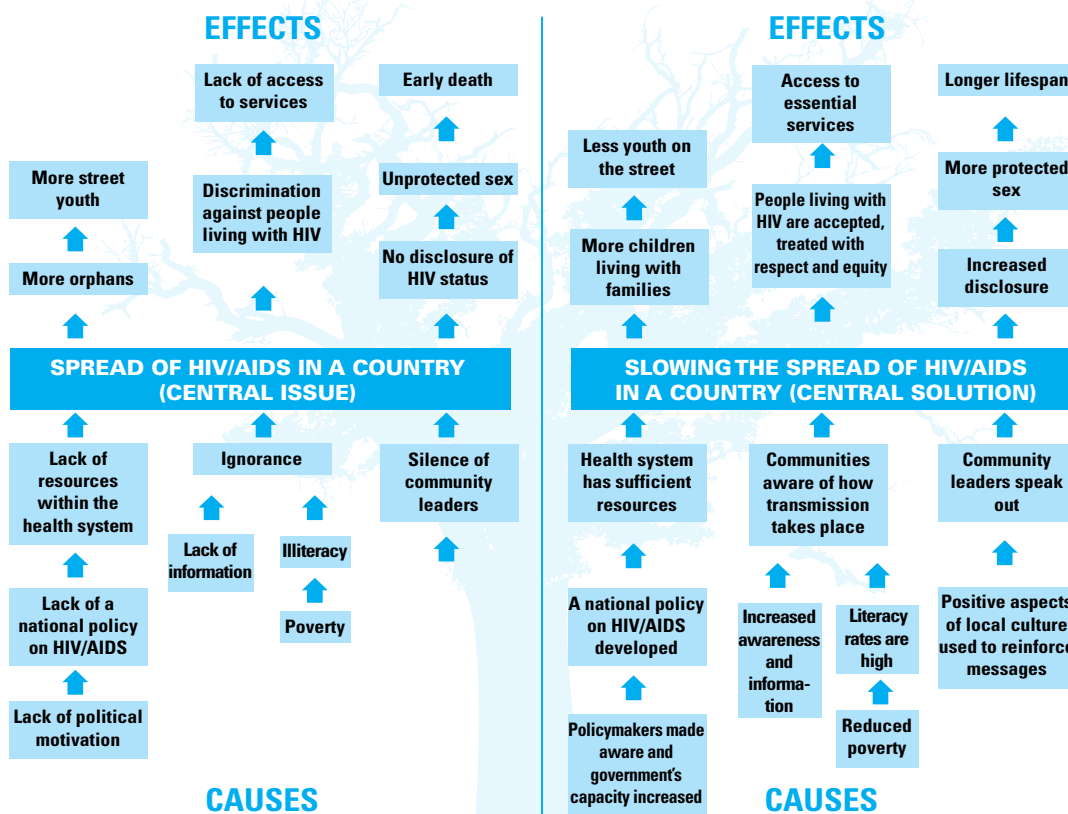 EFFECTS
Lack of access
to services
Early death
More street
youth
Discrimination
against people
living with HIV
Unprotected sex
More orphans
No disclosure of
HIV status
SPREAD OF HIV/AIDS IN A COUNTRY
(CENTRAL ISSUE)
Lack of
resources
within the
health system
Ignorance
Silence of
community
leaders
Lack of
information
Illiteracy
Lack of a
national policy
on HIV/AIDS
Poverty
Lack of political
motivation
CAUSES
EFFECTS
Access to
essential
services
Longer lifespan
Less youth on
the street
People living with
HIV are accepted,
treated with
respect and equity
More protected
sex
More children
living with
families
Increased
disclosure
SLOWING THE SPREAD OF HIV/AIDS
IN A COUNTRY (CENTRAL SOLUTION)
Health system
has sufficient
resources
Communities
aware of how
transmission
takes place
Community
leaders speak
out
A national policy
on HIV/AIDS
developed
Increased
awareness
and
informa-
tion
Literacy
rates are
high
Positive aspects
of local culture
used to reinforce
messages
Policymakers made
aware and
government's
capacity increased
Reduced
poverty
CAUSES